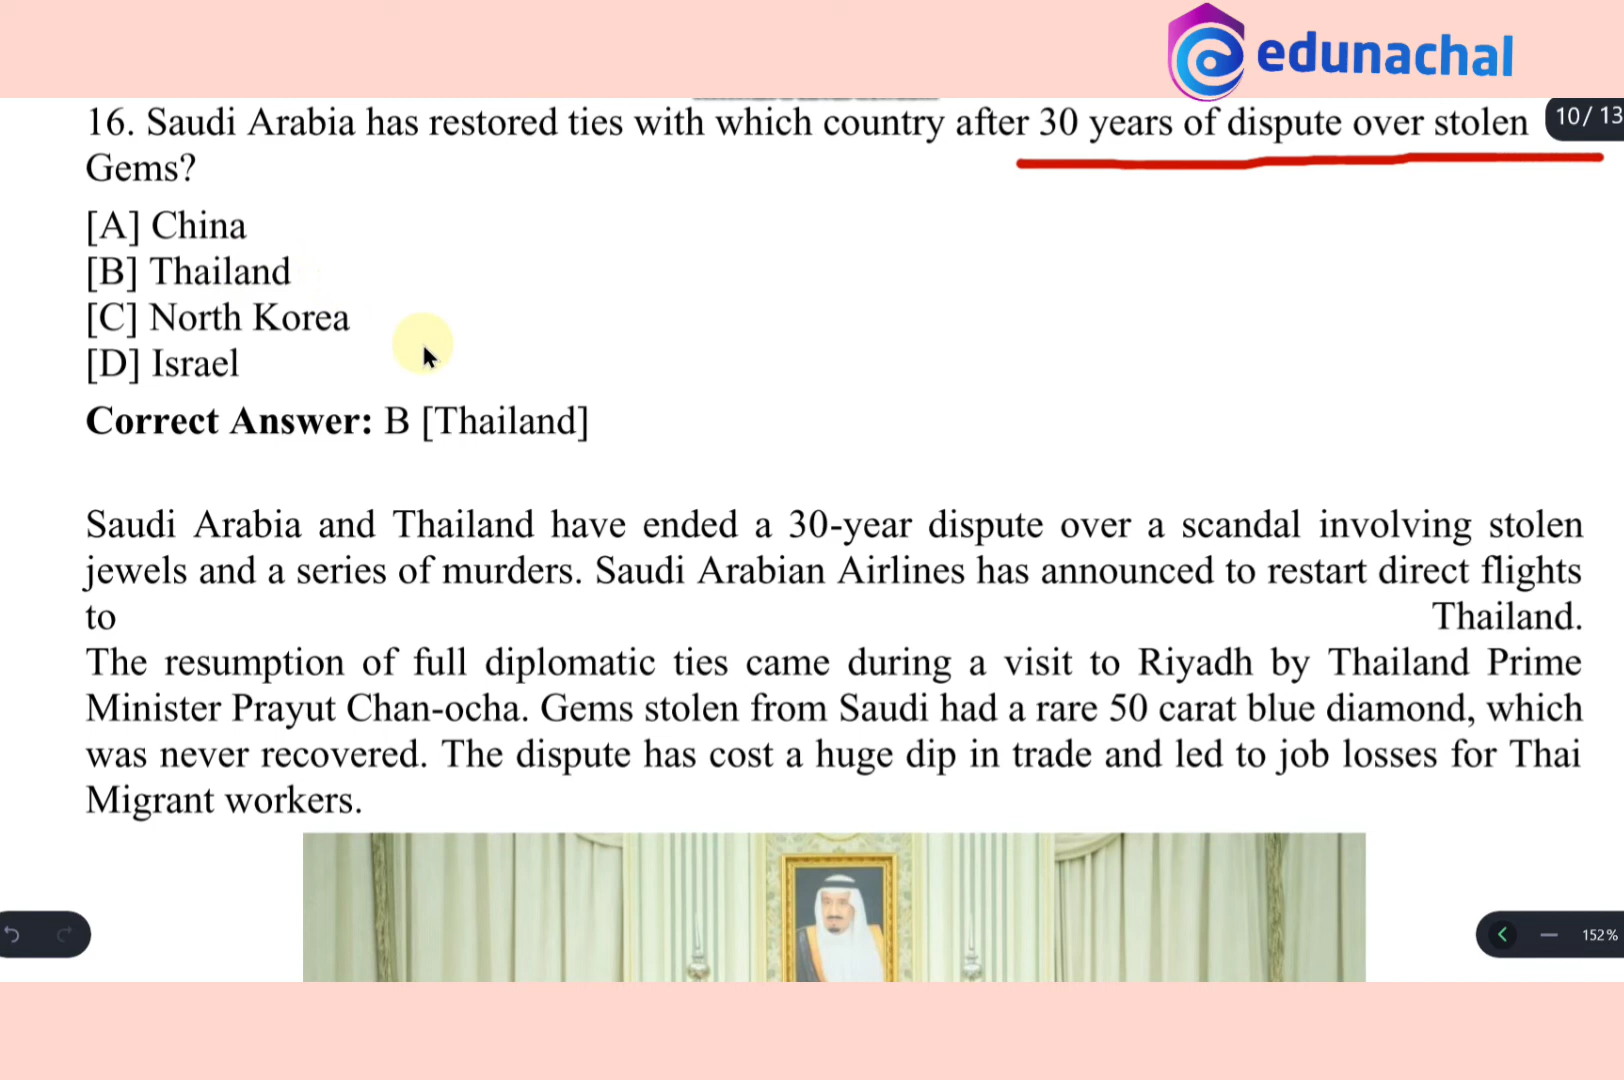 edunachal
16. Saudi Arabia has restored ties with which country after 30 years of dispute over stolen
10 / 13
Gems?
[A] China
[B] Thailand
[C] North Korea
[D] Israel
Correct Answer: B [Thailand]
Saudi Arabia and Thailand have ended a 30-year dispute over a scandal involving stolen
jewels and a series of murders. Saudi Arabian Airlines has announced to restart direct flights
to Thailand.
The resumption of full diplomatic ties came during a visit to Riyadh by Thailand Prime
Minister Prayut Chan-ocha. Gems stolen from Saudi had a rare 50 carat blue diamond, which
was never recovered. The dispute has cost a huge dip in trade and led to job losses for Thai
Migrant workers.
152%